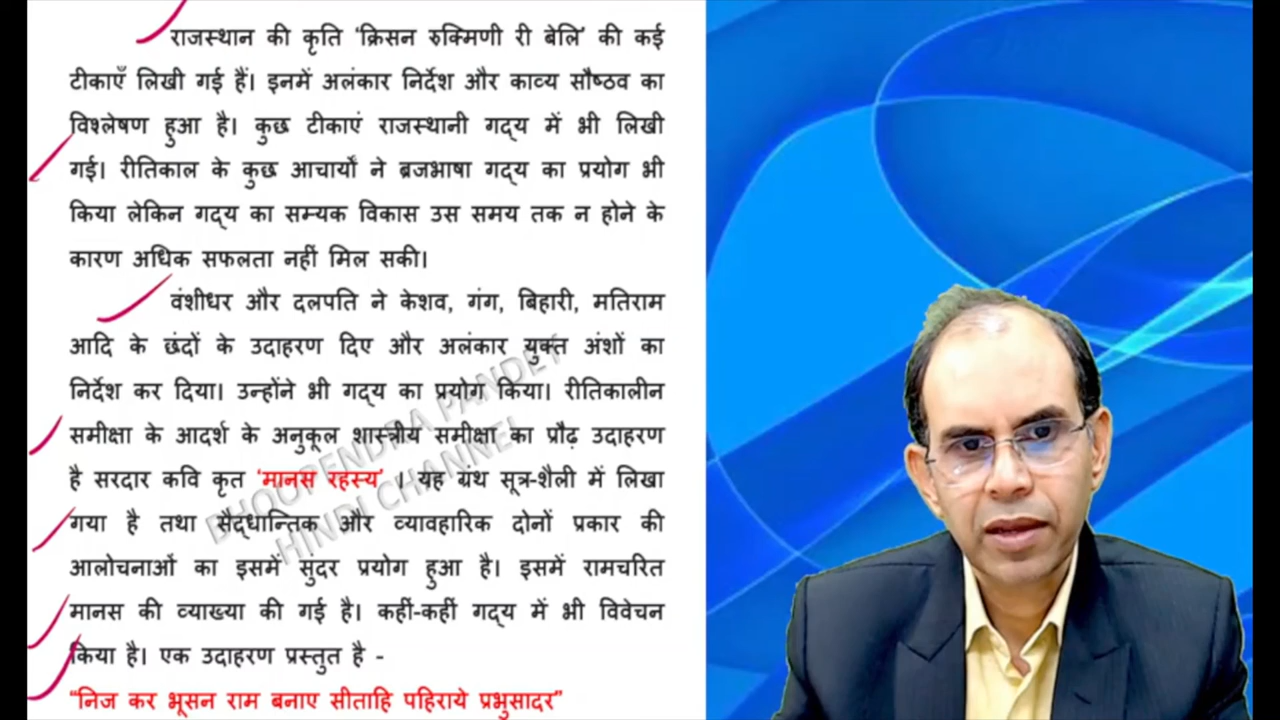 राजस्थान की कृति ‘क्रिसन रुक्मिणी री बेलि’ की कई
टीकाएँ लिखी गई हैं। इनमें अलंकार निर्देश और काव्य सौष्ठव का
विश्लेषण हुआ है। कुछ टीकाएं राजस्थानी गद्य में भी लिखी
गई। रीतिकाल के कुछ आचार्यों ने ब्रजभाषा गद्य का प्रयोग भी
किया लेकिन गद्य का सम्यक विकास उस समय तक न होने के
कारण अधिक सफलता नहीं मिल सकी।
वंशीधर और दलपति ने केशव, गंग, बिहारी, मतिराम
आदि के छंदों के उदाहरण दिए और अलंकार युक्त अंशों का
निर्देश कर दिया। उन्होंने भी गद्य का प्रयोग किया। रीतिकालीन
समीक्षा के आदर्श के अनुकूल शास्त्रीय समीक्षा का प्रौढ़ उदाहरण
है सरदार कवि कृत ‘मानस रहस्य’ । यह ग्रंथ सूत्र-शैली में लिखा
गया है तथा सैद्धान्तिक और व्यावहारिक दोनों प्रकार की
आलोचनाओं का इसमें सुंदर प्रयोग हुआ है। इसमें रामचरित
मानस की व्याख्या की गई है। कहीं-कहीं गद्य में भी विवेचन
किया है। एक उदाहरण प्रस्तुत है -
“निज कर भूसन राम बनाए सीताहि पहिराये प्रभुसादर”
BHOOPENDRA PANDEY
HINDI CHANNEL